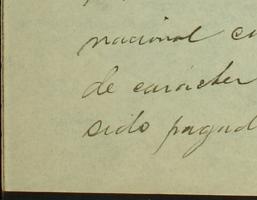 nacional
de carácter
sido pagad